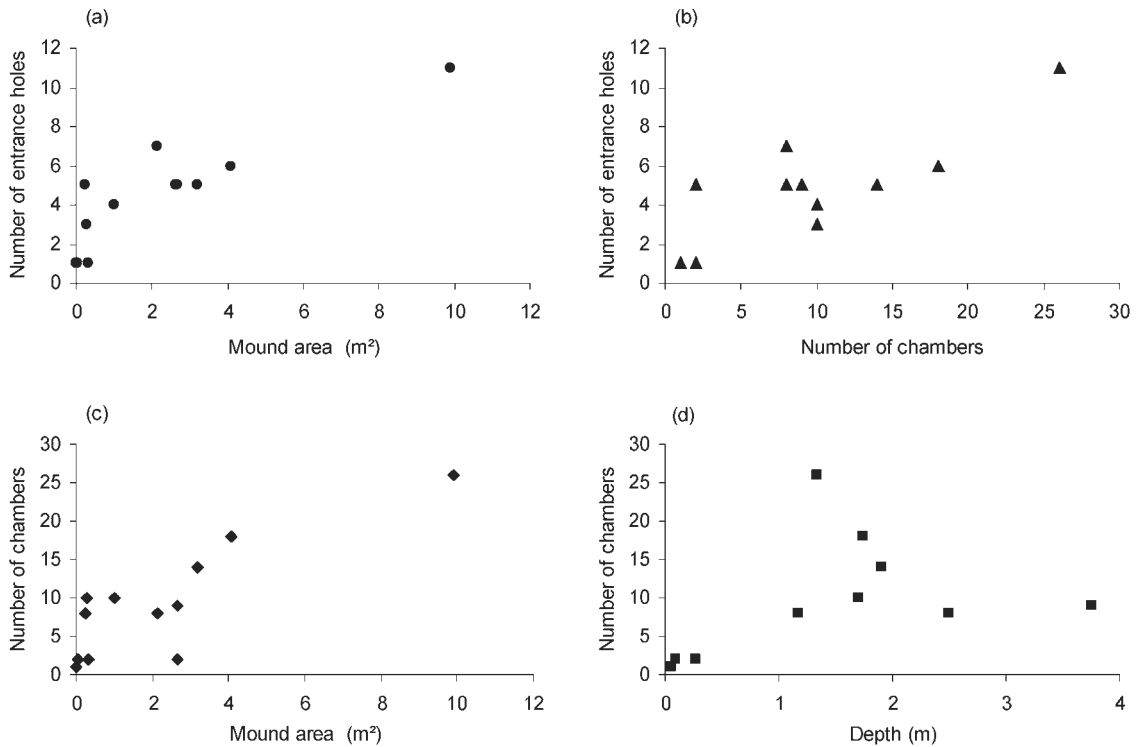 (a)
Number of entrance holes
12
10
8
6
4
2
0
0 2 4 6 8 10 12
Mound area (m²)
(b)
Number of entrance holes
12
10
8
6
4
2
0
0 5 10 15 20 25 30
Number of chambers
(c)
Number of chambers
30
25
20
15
10
5
0
0 2 4 6 8 10 12
Mound area (m²)
(d)
Number of chambers
30
25
20
15
10
5
0
0 1 2 3 4
Depth (m)